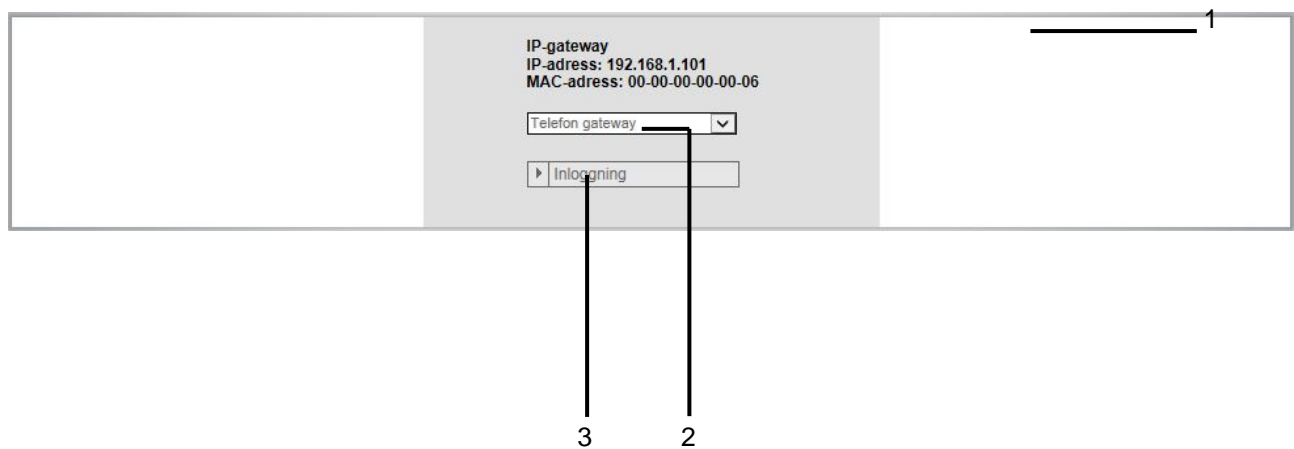 1
IP-gateway
IP-adress: 192.168.1.101
MAC-adress: 00-00-00-00-00-06
Telefon gateway
Inloggning
3 2